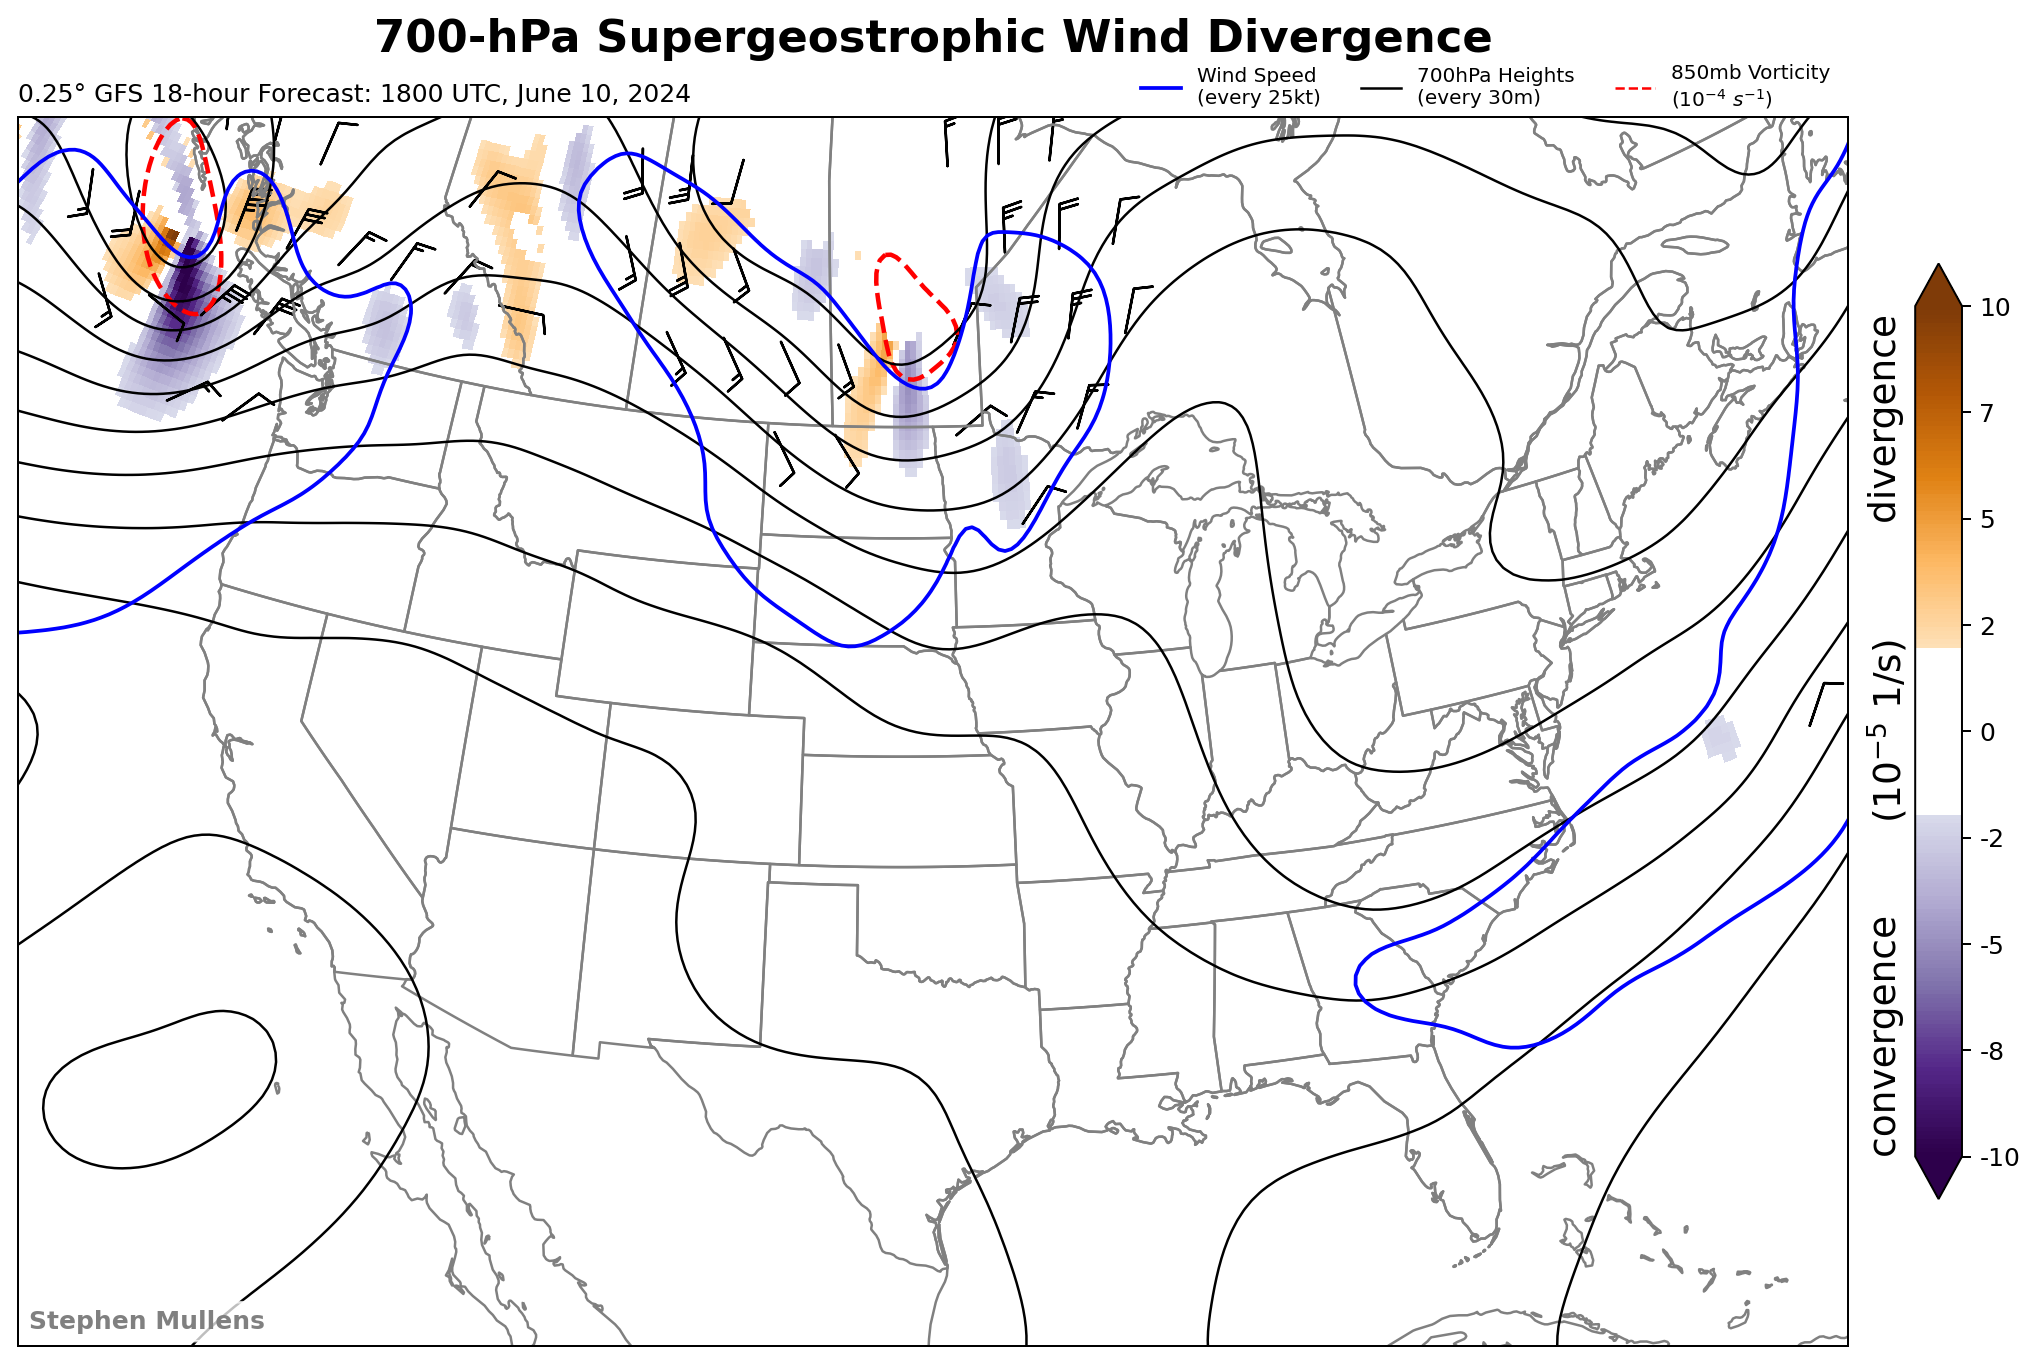 700-hPa Supergeostrophic Wind Divergence
0.25° GFS 18-hour Forecast: 1800 UTC, June 10, 2024
Wind Speed
(every 25kt)
700hPa Heights
(every 30m)
850mb Vorticity
(10⁻⁴ s⁻¹)
10
7
5
2
0
-2
-5
-8
-10
convergence (10⁻⁵ 1/s) divergence
Stephen Mullens